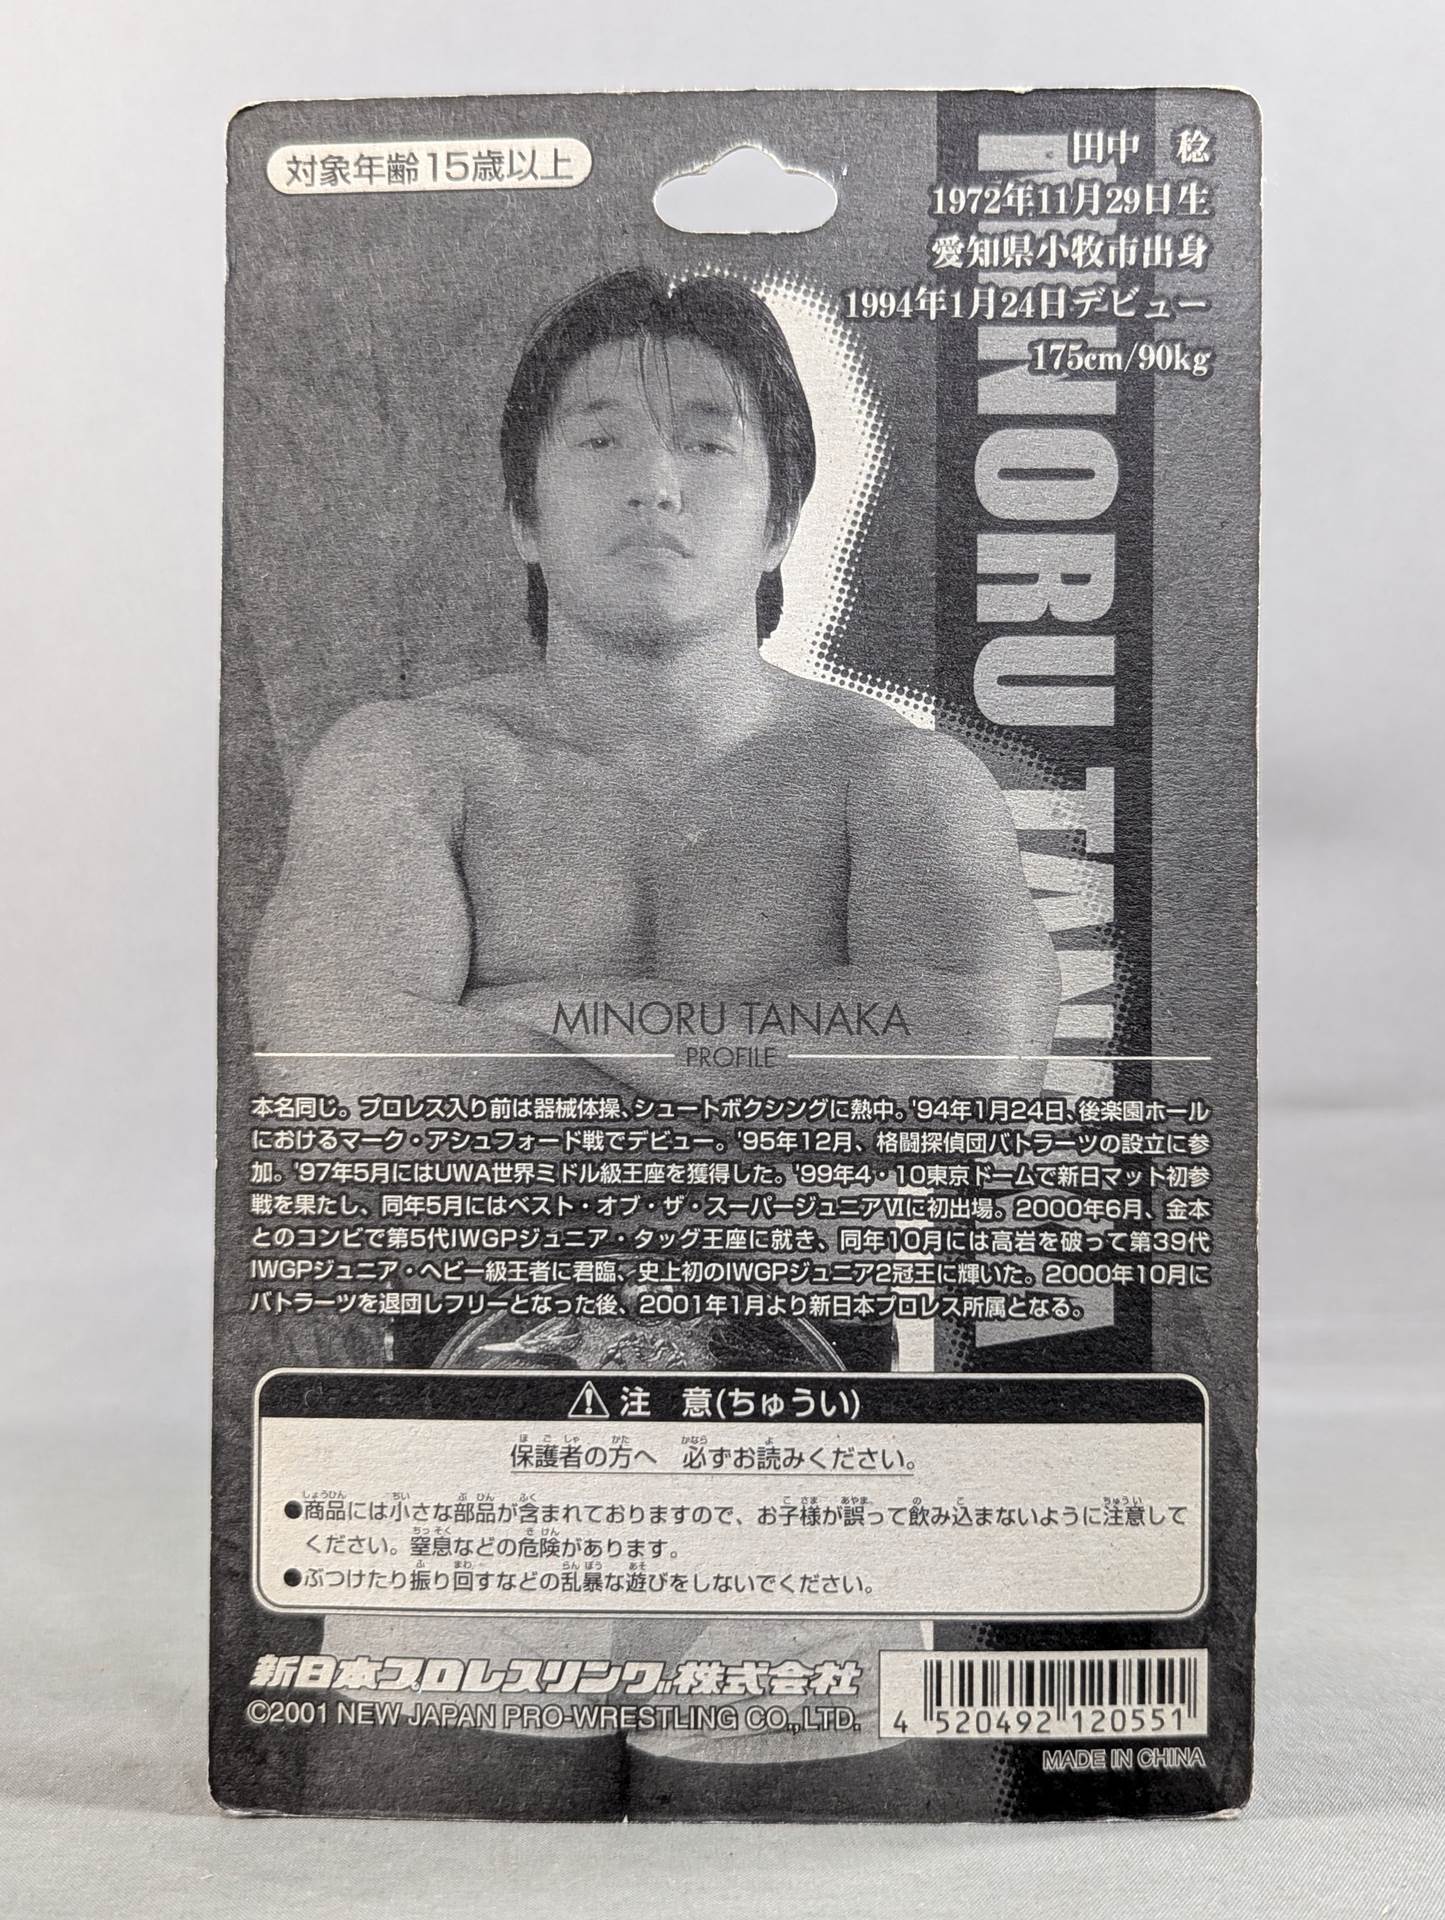 対象年齢15歳以上
田中　稔
1972年11月29日生
愛知県小牧市出身
1994年1月24日デビュー
175cm/90kg
MINORU TANAKA
MINORU TANAKA
PROFILE
本名同じ。プロレス入り前は器械体操、シュートボクシングに熱中。'94年1月24日、後楽園ホール
におけるマーク・アシュフォード戦でデビュー。'95年12月、格闘探偵団バトラーツの設立に参
加。'97年5月にはUWA世界ミドル級王座を獲得した。'99年4・10東京ドームで新日マット初参
戦を果たし、同年5月にはベスト・オブ・ザ・スーパージュニアⅥに初出場。2000年6月、金本
とのコンビで第5代IWGPジュニア・タッグ王座に就き、同年10月には高岩を破って第39代
IWGPジュニア・ヘビー級王者に君臨、史上初のIWGPジュニア2冠王に輝いた。2000年10月に
バトラーツを退団しフリーとなった後、2001年1月より新日本プロレス所属となる。
⚠注　意(ちゅうい)
保護者の方へ　必ずお読みください。
●商品には小さな部品が含まれておりますので、お子様が誤って飲み込まないように注意して
ください。窒息などの危険があります。
●ぶつけたり振り回すなどの乱暴な遊びをしないでください。
新日本プロレスリング株式会社
©2001 NEW JAPAN PRO-WRESTLING CO.,LTD.
4 520492 120551
MADE IN CHINA